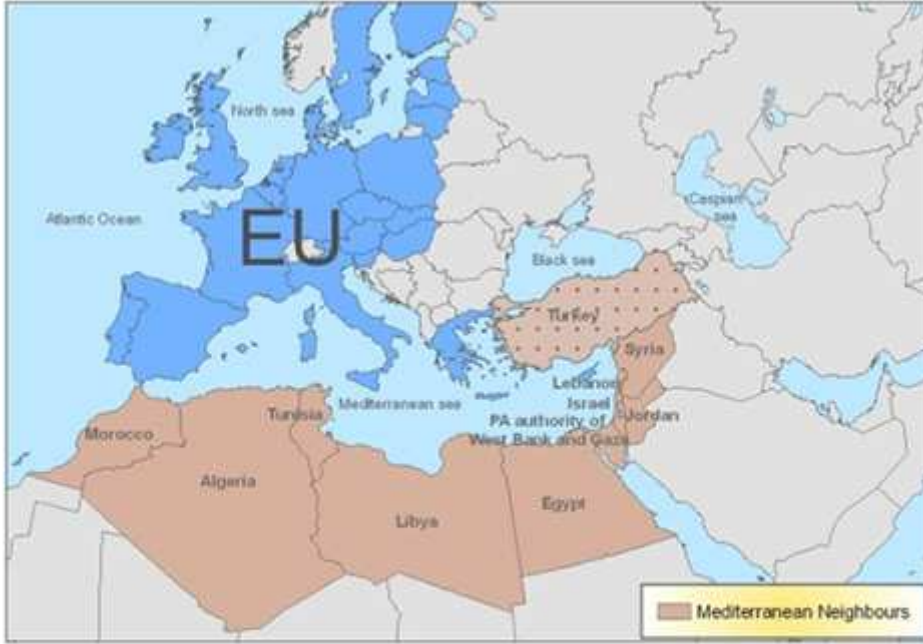 North sea
Atlantic Ocean
EU
Caspian
sea
Black sea
Turkey
Syria
Lebanon
Mediterranean sea
Israel
Tunisia
PA authority of
Jordan
West Bank and Gaza
Morocco
Algeria
Egypt
Libya
Mediterranean Neighbours